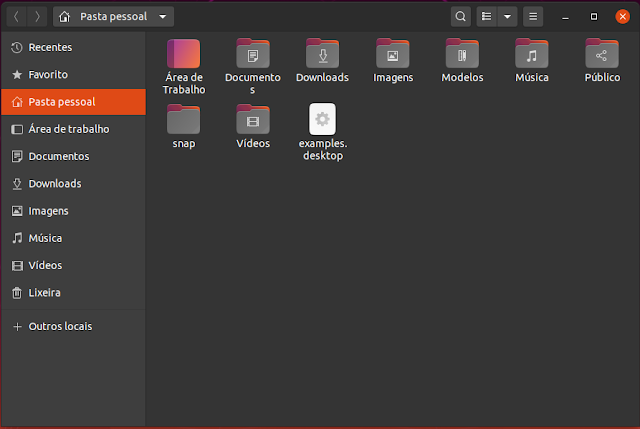 Pasta pessoal
Recentes
Favorito
Pasta pessoal
Área de trabalho
Documentos
Downloads
Imagens
Música
Vídeos
Lixeira
Outros locais
Área de
Trabalho
Documento
s
Downloads
Imagens
Modelos
Música
Público
snap
Vídeos
examples.
desktop